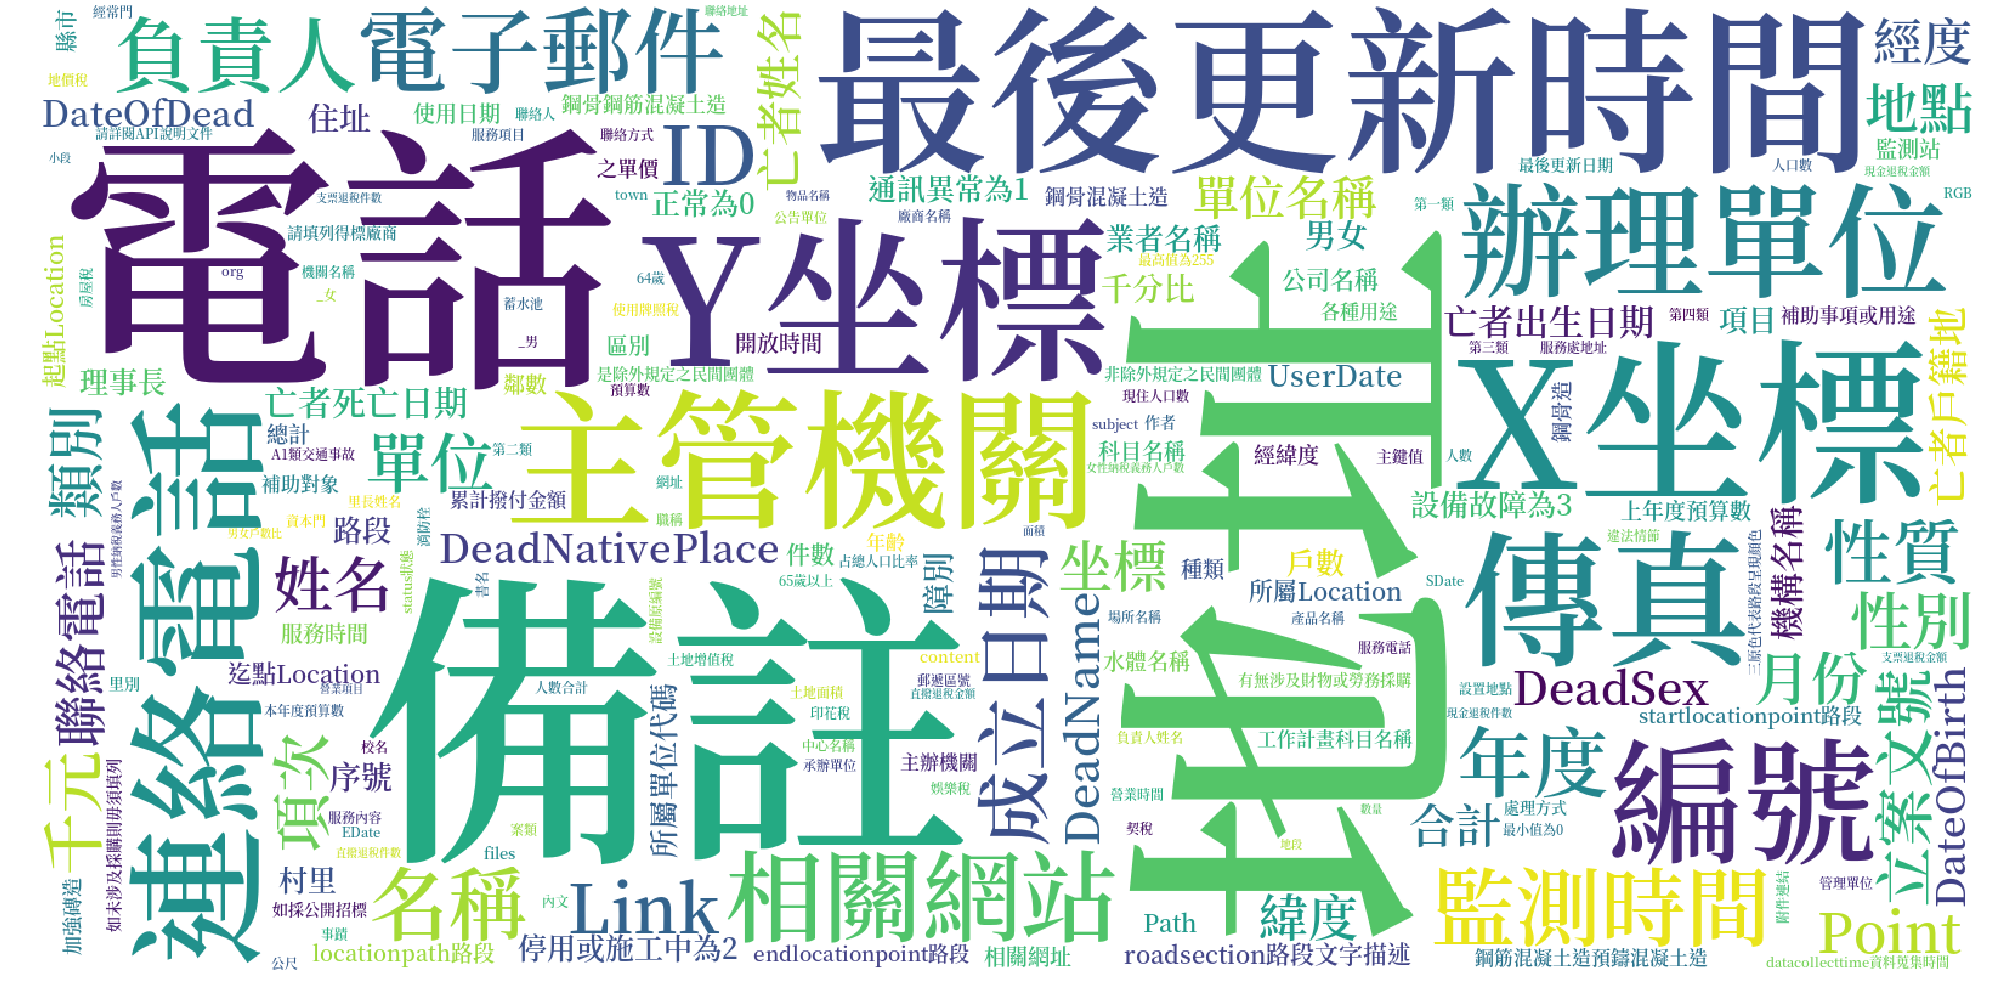 最後更新時間
電話
備註
地址
Y坐標
X坐標
主管機關
連絡電話
辦理單位
傳真
編號
相關網站
電子郵件
負責人
監測時間
ID
Link
Point
名稱
單位
姓名
年度
月份
性質
性別
成立日期
立案文號
類別
聯絡電話
千元
項次
經度
緯度
地點
坐標
合計
DateOfDead
DeadNativePlace
DeadName
DeadSex
DateOfBirth
UserDate
亡者姓名
亡者出生日期
亡者死亡日期
亡者戶籍地
單位名稱
住址
使用日期
聯絡人
鋼骨鋼筋混凝土造
縣市
經常門
地價稅
請詳閱API說明文件
服務項目
聯絡方式
聯絡地址
小段
之單價
town
正常為0
支票退稅件數
請填列得標廠商
物品名稱
公告單位
通訊異常為1
廠商名稱
鋼骨混凝土造
最後更新日期
人口數
監測站
現金退稅金額
RGB
第一類
業者名稱
男女
最高值為255
千分比
公司名稱
各種用途
起點Location
房屋稅
org
機關名稱
_女
64歲
蓄水池
使用牌照稅
_男
開放時間
區別
理事長
鄰數
是除外規定之民間團體
預算數
非除外規定之民間團體
現住人口數
第四類
項目
補助事項或用途
第三類
服務處地址
鋼骨造
總計
A1類交通事故
第二類
補助對象
里長姓名
累計撥付金額
網址
職稱
subject
作者
科目名稱
女性納稅義務人戶數
經緯度
主鍵值
人數
設備故障為3
上年度預算數
機構名稱
違法情節
三原色代表路段呈現顏色
男性納稅義務人戶數
男女戶數比
資本門
路段
消防栓
status狀態
書名
件數
年齡
占總人口比率
65歲以上
障別
面積
種類
戶數
所屬Location
SDate
服務時間
設備原編號
土地增值稅
content
場所名稱
產品名稱
水體名稱
服務電話
有無涉及財物或勞務採購
設置地點
支票退稅金額
迄點Location
里別
營業項目
本年度預算數
人數合計
土地面積
郵遞區號
直撥退稅金額
印花稅
所屬單位代碼
中心名稱
承辦單位
主辦機關
負責人姓名
工作計畫科目名稱
現金退稅件數
startlocationpoint路段
校名
序號
服務內容
EDate
直撥退稅件數
案類
files
娛樂稅
營業時間
契稅
數量
地段
處理方式
最小值為0
如未涉及採購則毋須填列
加強磚造
村里
如採公開招標
事蹟
公尺
locationpath路段
內文
停用或施工中為2
endlocationpoint路段
相關網址
Path
roadsection路段文字描述
鋼筋混凝土造預鑄混凝土造
附件連結
管理單位
datacollecttime資料蒐集時間